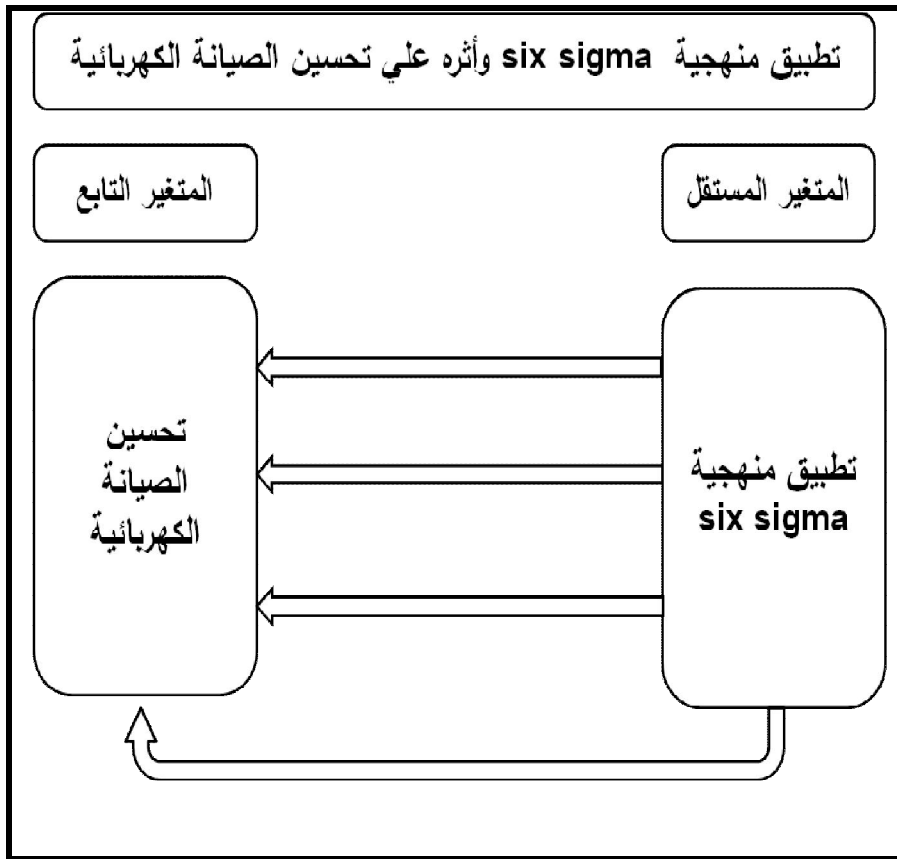 تطبيق منهجية six sigma وأثره علي تحسين الصيانة الكهربائية
المتغير المستقل
المتغير التابع
تطبيق منهجية
six sigma
تحسين
الصيانة
الكهربائية